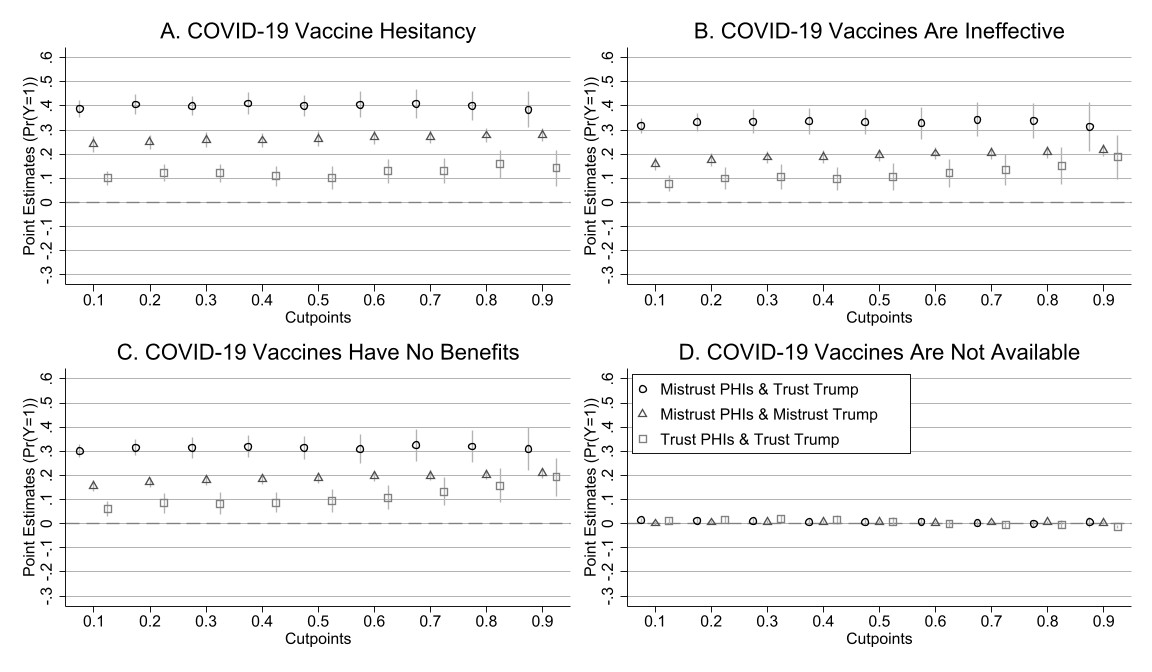 A. COVID-19 Vaccine Hesitancy
Point Estimates (Pr(Y=1))
.6
.5
.4
.3
.2
.1
0
-.1
-.2
-.3
0.1 0.2 0.3 0.4 0.5 0.6 0.7 0.8 0.9
Cutpoints
B. COVID-19 Vaccines Are Ineffective
Point Estimates (Pr(Y=1))
.6
.5
.4
.3
.2
.1
0
-.1
-.2
-.3
0.1 0.2 0.3 0.4 0.5 0.6 0.7 0.8 0.9
Cutpoints
C. COVID-19 Vaccines Have No Benefits
Point Estimates (Pr(Y=1))
.6
.5
.4
.3
.2
.1
0
-.1
-.2
-.3
0.1 0.2 0.3 0.4 0.5 0.6 0.7 0.8 0.9
Cutpoints
D. COVID-19 Vaccines Are Not Available
Point Estimates (Pr(Y=1))
.6
.5
.4
.3
.2
.1
0
-.1
-.2
-.3
Mistrust PHIs & Trust Trump
Mistrust PHIs & Mistrust Trump
Trust PHIs & Trust Trump
0.1 0.2 0.3 0.4 0.5 0.6 0.7 0.8 0.9
Cutpoints